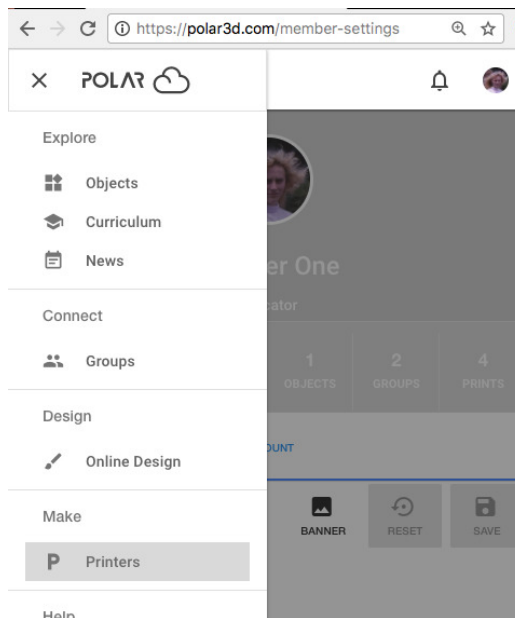 https://polar3d.com/member-settings
POLAR
Explore
Objects
Curriculum
News
er One
cator
Connect
Groups
1
OBJECTS
2
GROUPS
4
PRINTS
Design
Online Design
OUNT
Make
BANNER
RESET
SAVE
P Printers
Help